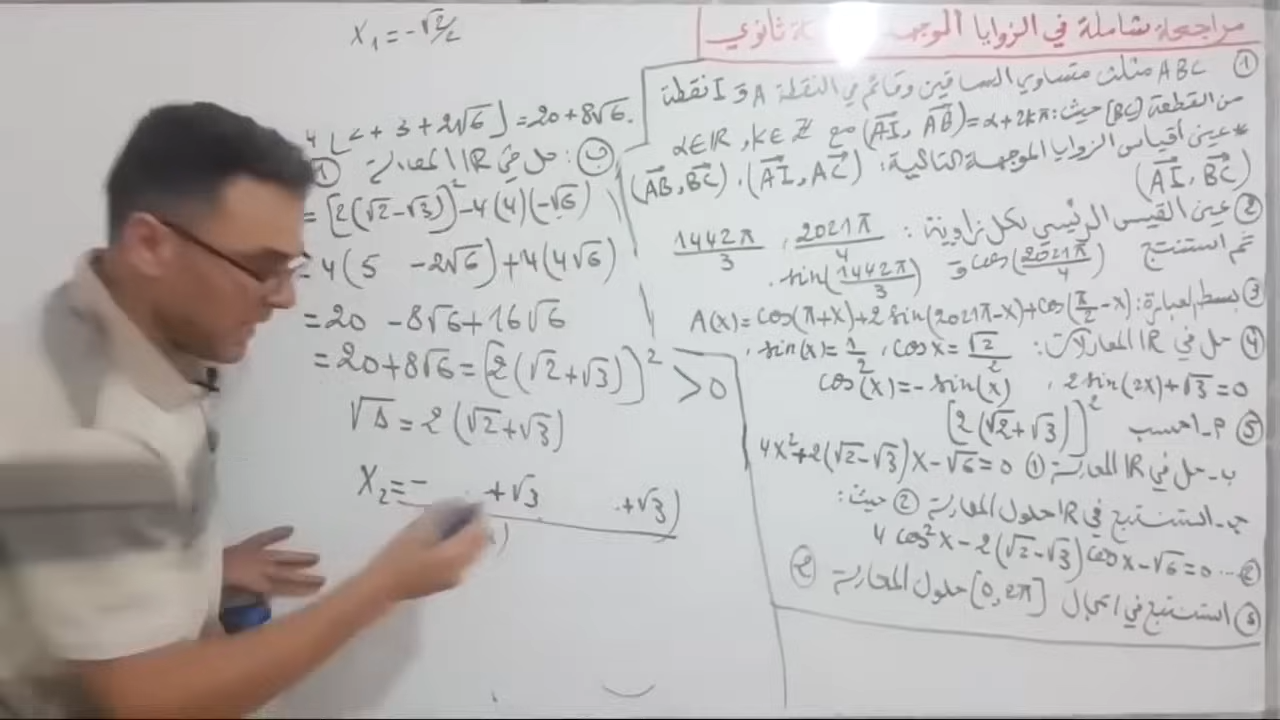 مراجعة شاملة في الزوايا الموجهة ثانوي
① ABC مثلث متساوي الساقين وقائم في النقطة A و I نقطة
من القطعة [BC] حيث: (AI, AB) = α + 2kπ مع α∈ℝ, k∈ℤ
* عين أقياس الزوايا الموجهة التالية: (AI, AC) ، (AB, BC)
(AI, BC)
② عين القيس الرئيسي لكل زاوية: 2021π/4 , 1442π/3
ثم استنتج cos(2021π/4) و sin(1442π/3) .
③ بسط العبارة: A(x)=cos(π+x)+2sin(2021π-x)+cos(π/2-x)
④ حل في IR المعادلات: cosx=√2/2 ، sin(x)=1/2 ،
2sin(2x)+√3=0 ، cos²(x)=-sin(x)
⑤ P- احسب [2(√2+√3)]²
ب- حل في IR المعادلة ① 4x²+2(√2-√3)x-√6=0
ج- استنتج في IR حلول المعادلة ② حيث:
4cos²x-2(√2-√3)cosx-√6=0...②
③ استنتج في المجال [0, 2π] حلول المعادلة ②
X₁=-√2/2
4[2+3+2√6]=20+8√6.
ب: حل في IR المعادلة ①
=[2(√2-√3)]²-4(4)(-√6)
=4(5 -2√6)+4(4√6)
=20 -8√6+16√6
=20+8√6=[2(√2+√3)]² >0
√Δ=2(√2+√3)
X₂=- +√3 +√3)